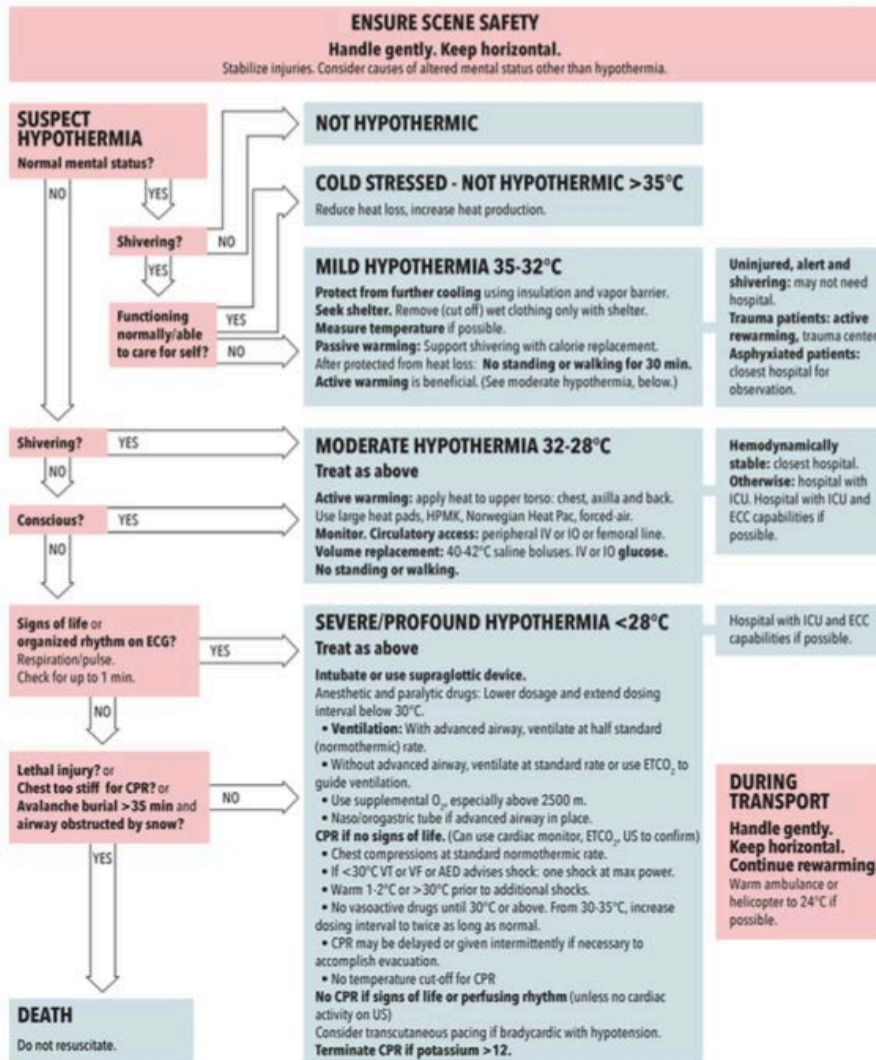 ENSURE SCENE SAFETY
Handle gently. Keep horizontal.
Stabilize injuries. Consider causes of altered mental status other than hypothermia.
SUSPECT
HYPOTHERMIA
Normal mental status?
NO
YES
Shivering?
NO
YES
Functioning
normally/able
to care for self?
YES
NO
NOT HYPOTHERMIC
COLD STRESSED - NOT HYPOTHERMIC >35°C
Reduce heat loss, increase heat production.
MILD HYPOTHERMIA 35-32°C
Protect from further cooling using insulation and vapor barrier.
Seek shelter. Remove (cut off) wet clothing only with shelter.
Measure temperature if possible.
Passive warming: Support shivering with calorie replacement.
After protected from heat loss: No standing or walking for 30 min.
Active warming is beneficial. (See moderate hypothermia, below.)
Uninjured, alert and
shivering: may not need
hospital.
Trauma patients: active
rewarming, trauma center
Asphyxiated patients:
closest hospital for
observation.
Shivering?
YES
NO
Conscious?
YES
NO
MODERATE HYPOTHERMIA 32-28°C
Treat as above
Active warming: apply heat to upper torso: chest, axilla and back.
Use large heat pads, HPMK, Norwegian Heat Pac, forced-air.
Monitor. Circulatory access: peripheral IV or IO or femoral line.
Volume replacement: 40-42°C saline boluses. IV or IO glucose.
No standing or walking.
Hemodynamically
stable: closest hospital.
Otherwise: hospital with
ICU. Hospital with ICU and
ECC capabilities if
possible.
Signs of life or
organized rhythm on ECG?
Respiration/pulse.
Check for up to 1 min.
YES
NO
Lethal injury? or
Chest too stiff for CPR? or
Avalanche burial >35 min and
airway obstructed by snow?
NO
YES
DEATH
Do not resuscitate.
SEVERE/PROFOUND HYPOTHERMIA <28°C
Treat as above
Intubate or use supraglottic device.
Anesthetic and paralytic drugs: Lower dosage and extend dosing
interval below 30°C.
• Ventilation: With advanced airway, ventilate at half standard
(normothermic) rate.
• Without advanced airway, ventilate at standard rate or use ETCO₂ to
guide ventilation.
• Use supplemental O₂, especially above 2500 m.
• Naso/orogastric tube if advanced airway in place.
CPR if no signs of life. (Can use cardiac monitor, ETCO₂, US to confirm)
• Chest compressions at standard normothermic rate.
• If <30°C VT or VF or AED advises shock: one shock at max power.
• Warm 1-2°C or >30°C prior to additional shocks.
• No vasoactive drugs until 30°C or above. From 30-35°C, increase
dosing interval to twice as long as normal.
• CPR may be delayed or given intermittently if necessary to
accomplish evacuation.
• No temperature cut-off for CPR
No CPR if signs of life or perfusing rhythm (unless no cardiac
activity on US)
Consider transcutaneous pacing if bradycardic with hypotension.
Terminate CPR if potassium >12.
Hospital with ICU and ECC
capabilities if possible.
DURING
TRANSPORT
Handle gently.
Keep horizontal.
Continue rewarming
Warm ambulance or
helicopter to 24°C if
possible.